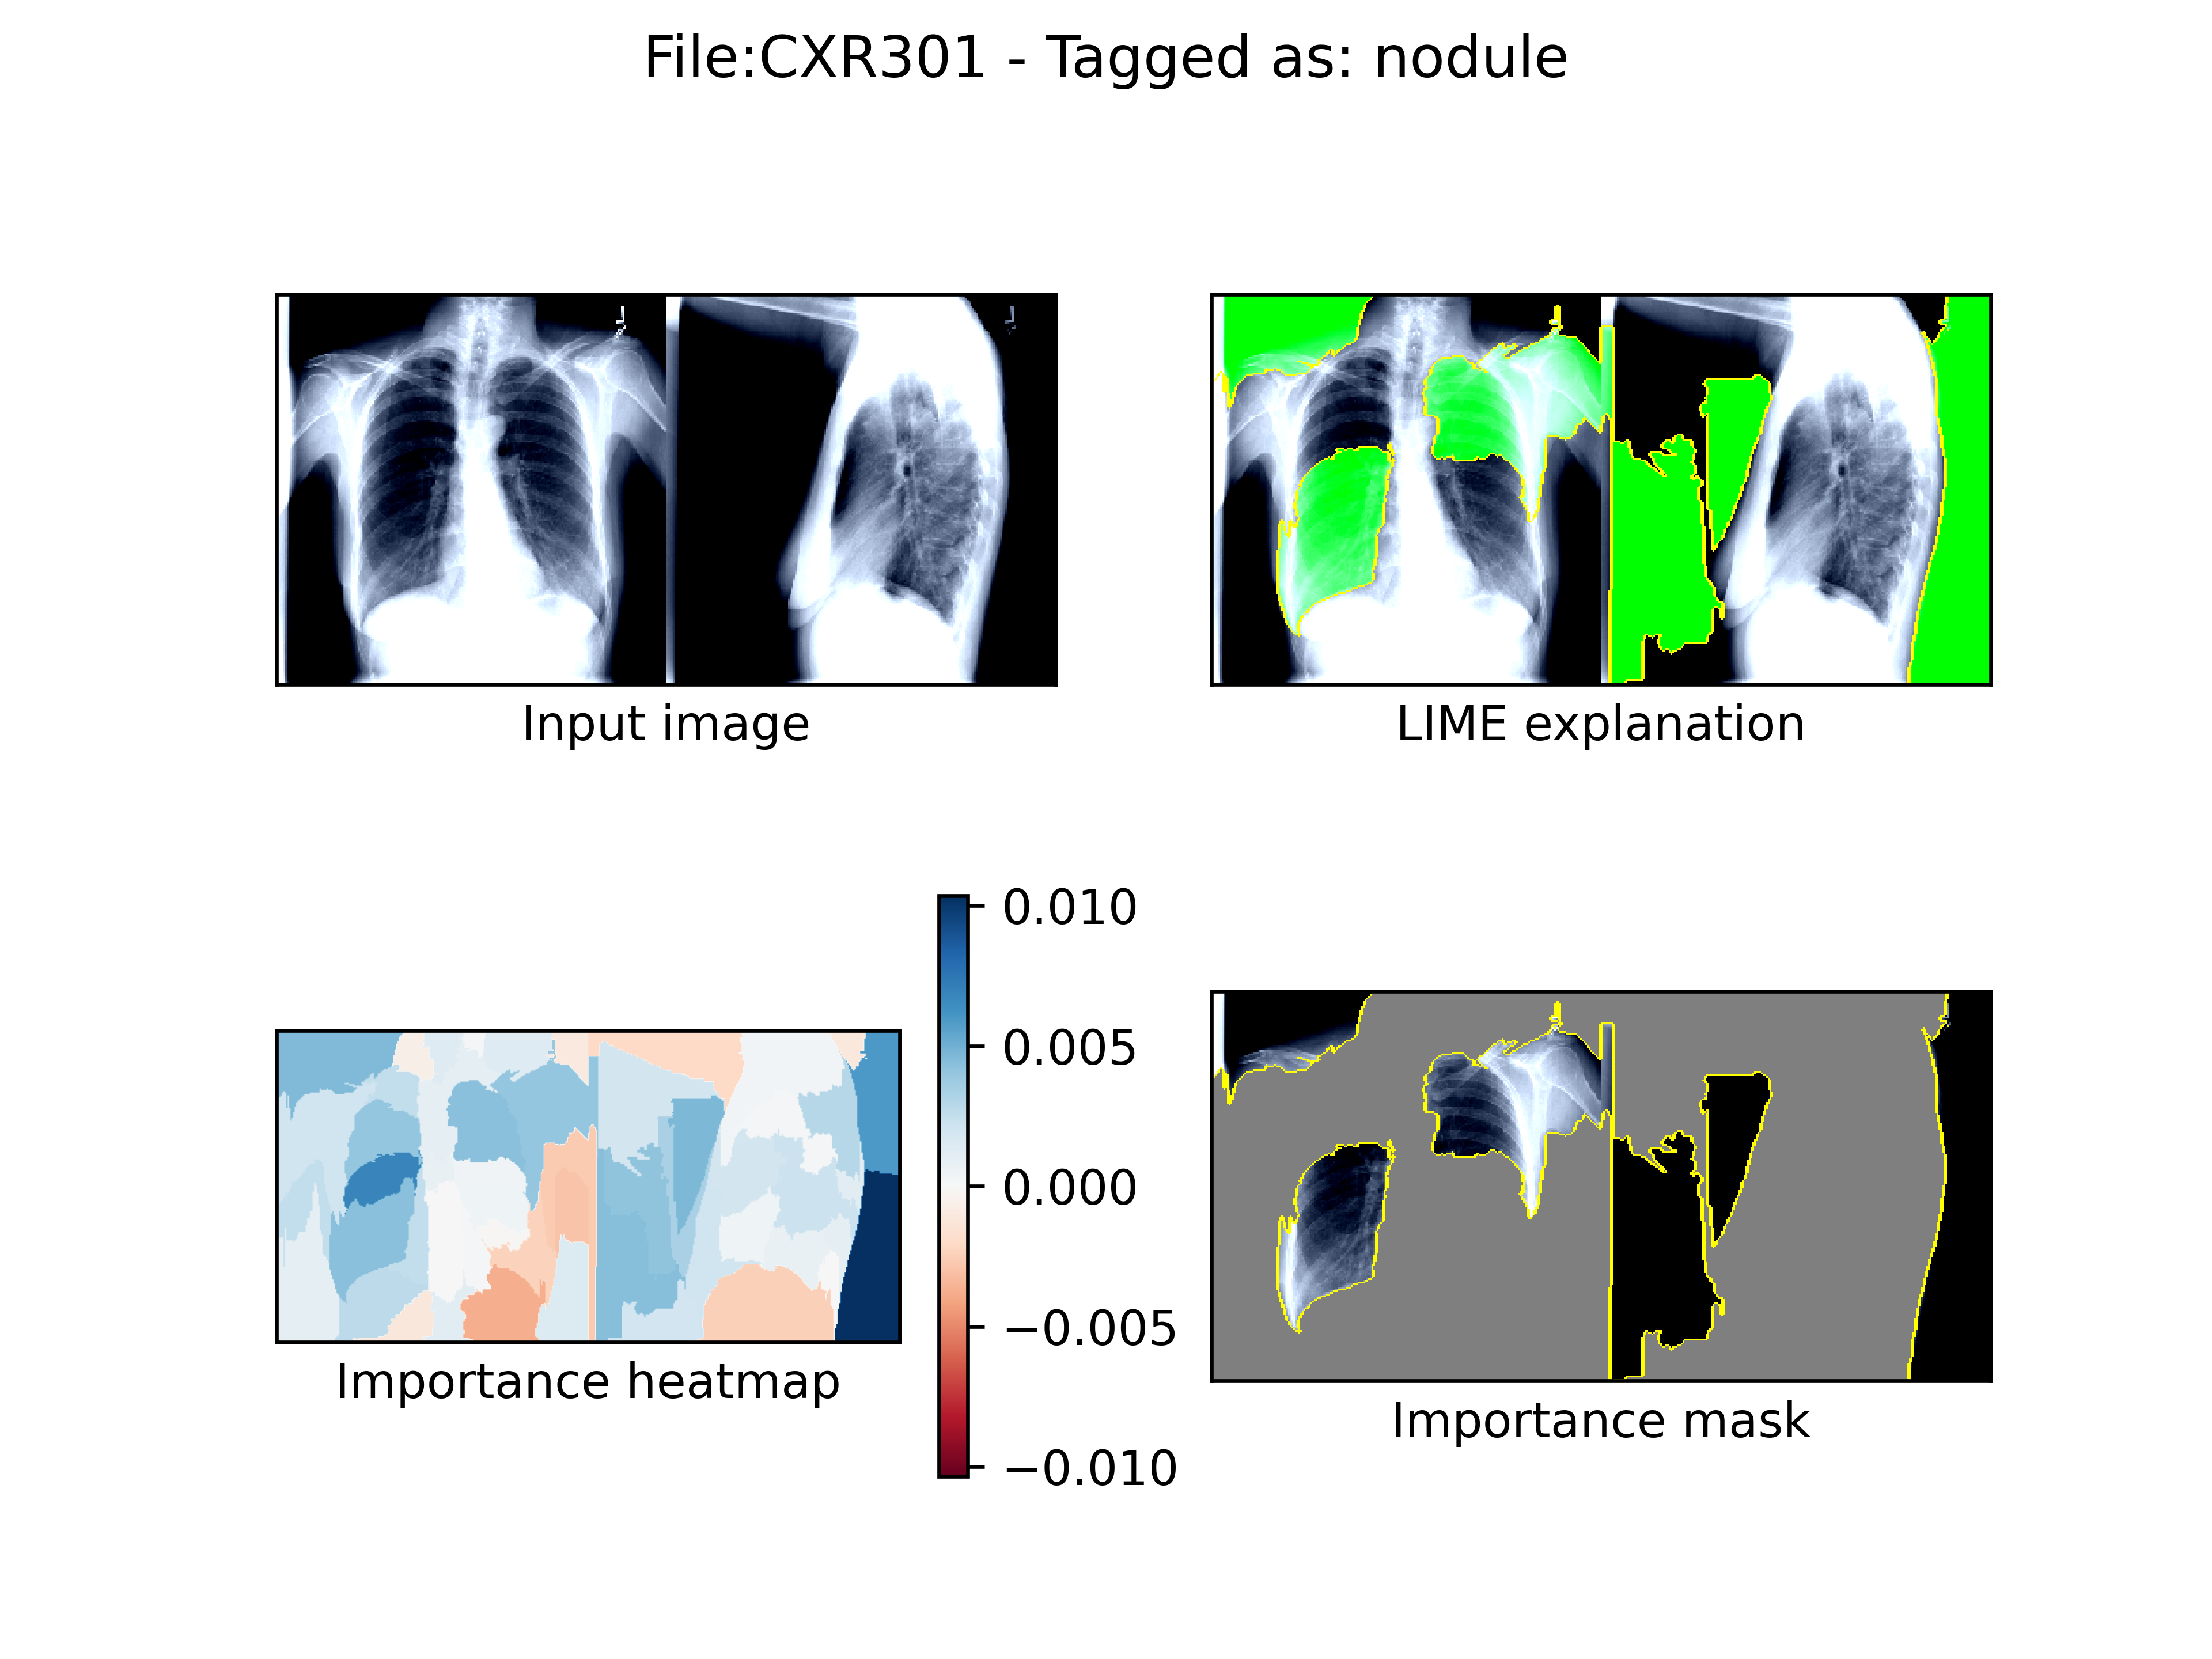 File:CXR301 - Tagged as: nodule
L
L
Input image
LIME explanation
0.010
0.005
0.000
−0.005
−0.010
Importance heatmap
Importance mask